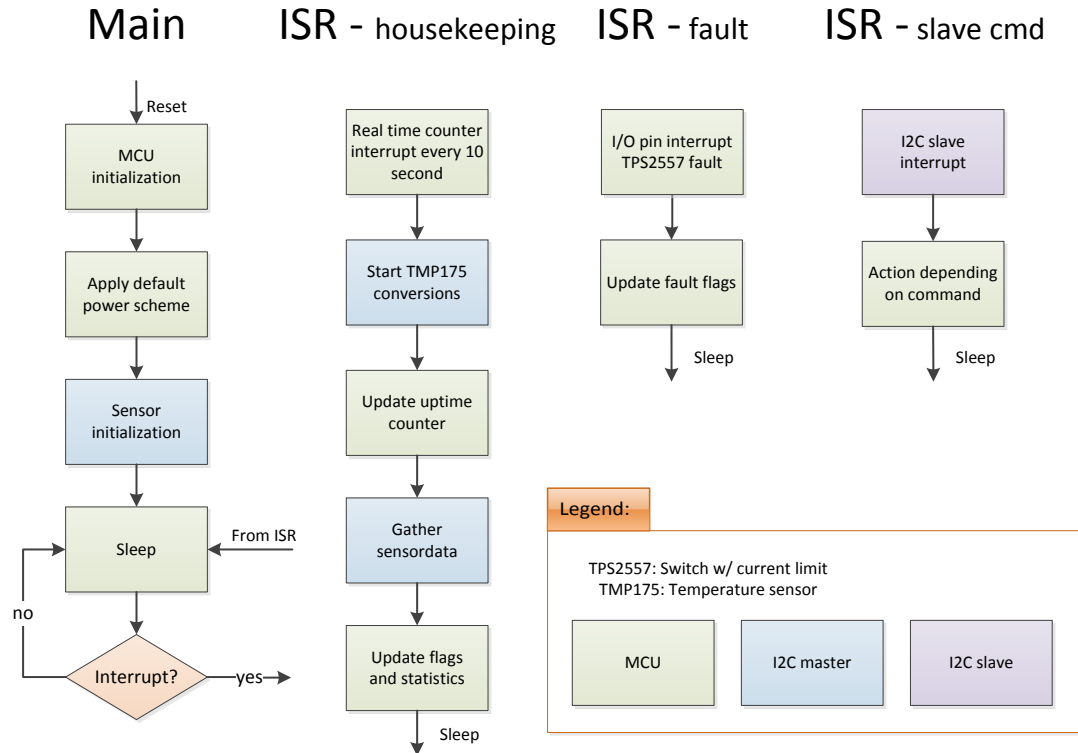 Main
Reset
MCU
initialization
Apply default
power scheme
Sensor
initialization
Sleep
From ISR
no
Interrupt?
yes
ISR - housekeeping
Real time counter
interrupt every 10
second
Start TMP175
conversions
Update uptime
counter
Gather
sensordata
Update flags
and statistics
Sleep
ISR - fault
I/O pin interrupt
TPS2557 fault
Update fault flags
Sleep
ISR - slave cmd
I2C slave
interrupt
Action depending
on command
Sleep
Legend:
TPS2557: Switch w/ current limit
TMP175: Temperature sensor
MCU
I2C master
I2C slave